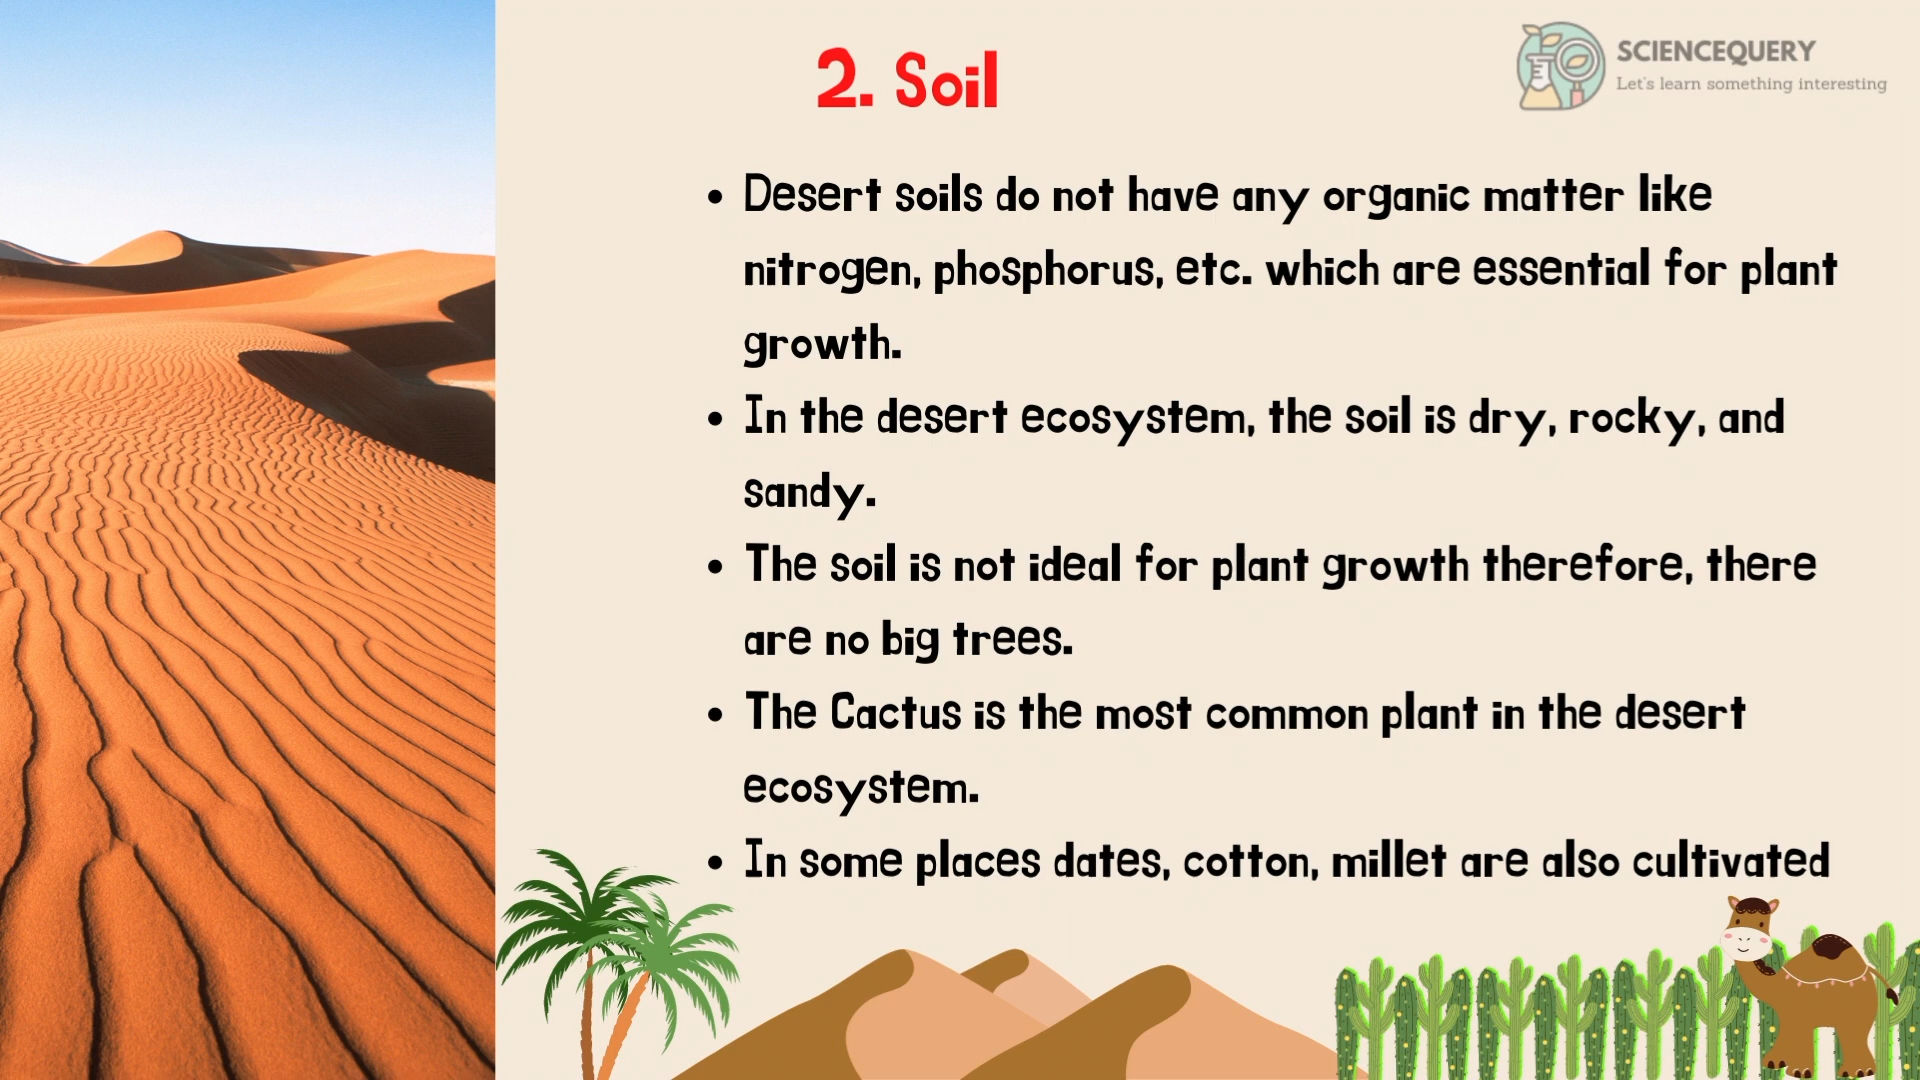 2. Soil
SCIENCEQUERY
Let's learn something interesting
• Desert soils do not have any organic matter like
nitrogen, phosphorus, etc. which are essential for plant
growth.
• In the desert ecosystem, the soil is dry, rocky, and
sandy.
• The soil is not ideal for plant growth therefore, there
are no big trees.
• The Cactus is the most common plant in the desert
ecosystem.
• In some places dates, cotton, millet are also cultivated